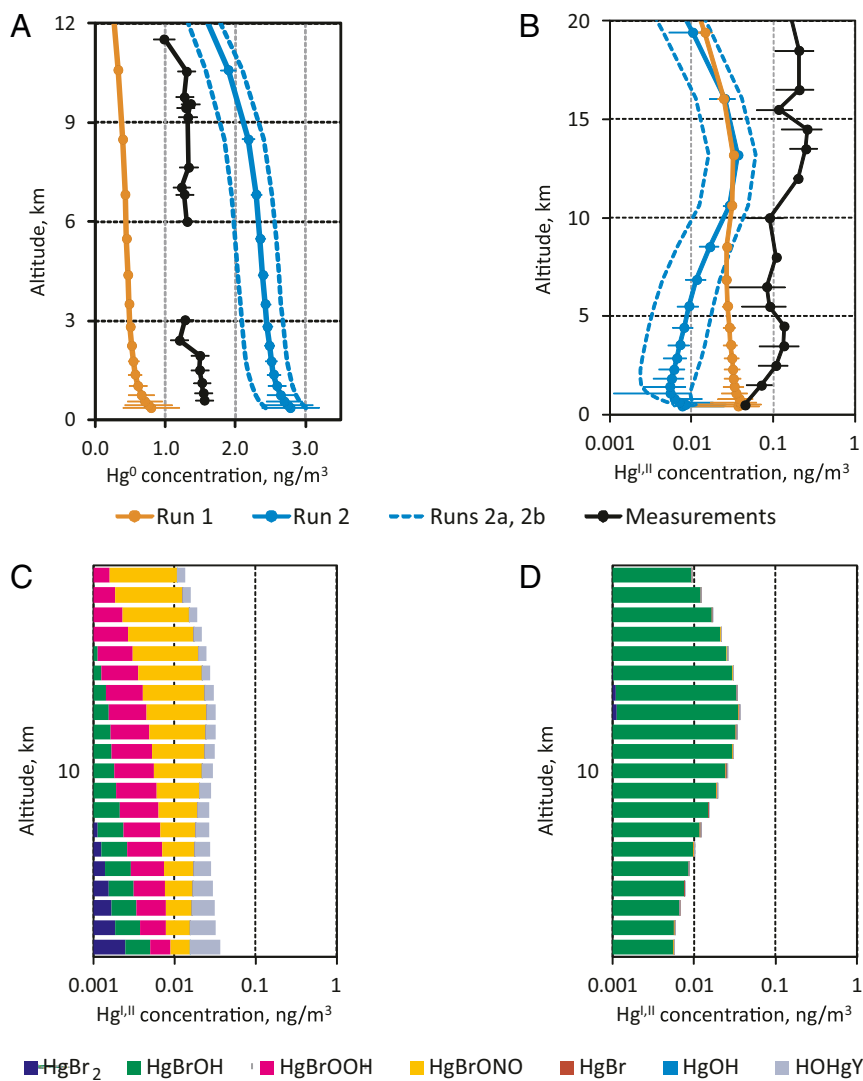 A
12
9
6
3
0
Altitude, km
0.0 1.0 2.0 3.0
Hg⁰ concentration, ng/m³
B
20
15
10
5
0
Altitude, km
0.001 0.01 0.1 1
Hgᴵ,ᴵᴵ concentration, ng/m³
Run 1 Run 2 Runs 2a, 2b Measurements
C
10
Altitude, km
0.001 0.01 0.1 1
Hgᴵ,ᴵᴵ concentration, ng/m³
D
10
Altitude, km
0.001 0.01 0.1 1
Hgᴵ,ᴵᴵ concentration, ng/m³
HgBr₂ HgBrOH HgBrOOH HgBrONO HgBr HgOH HOHgY